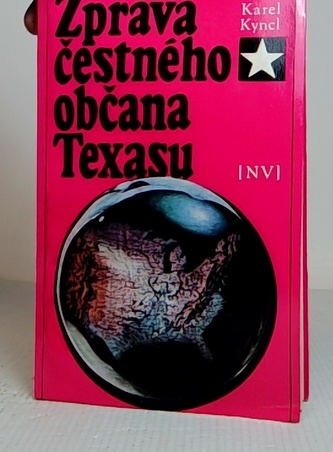 Zpráva
čestného
občana
Texasu
Karel
Kyncl
[NV]